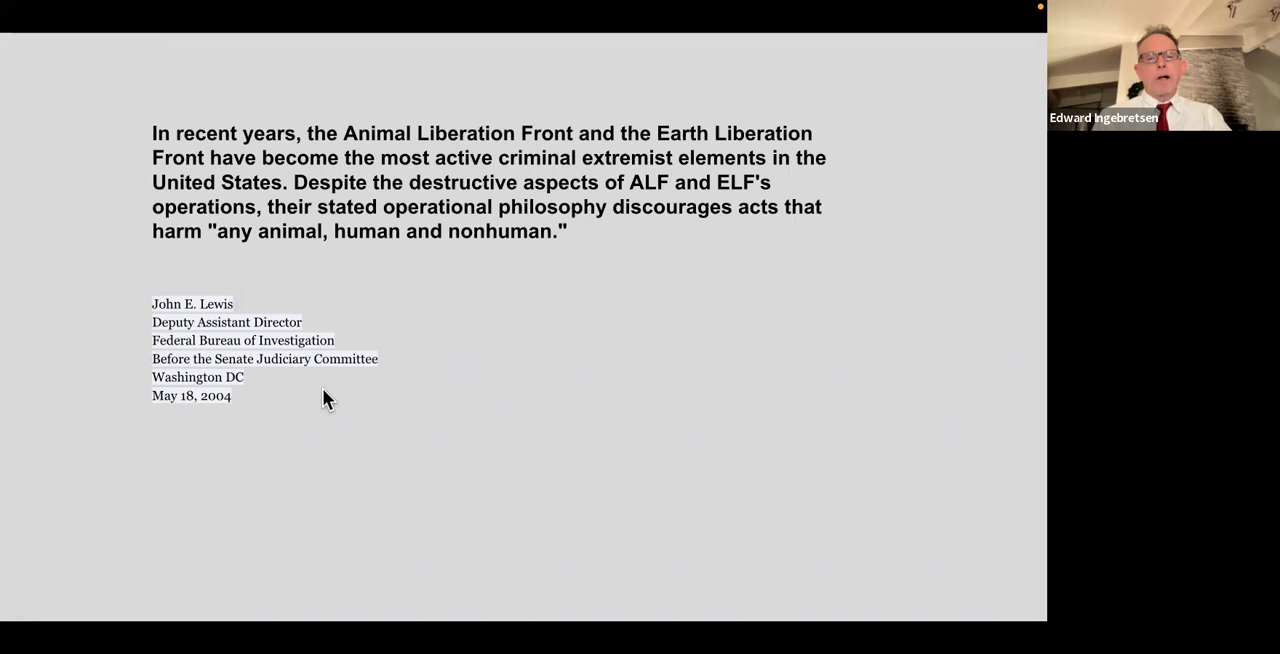 In recent years, the Animal Liberation Front and the Earth Liberation
Front have become the most active criminal extremist elements in the
United States. Despite the destructive aspects of ALF and ELF's
operations, their stated operational philosophy discourages acts that
harm "any animal, human and nonhuman."
John E. Lewis
Deputy Assistant Director
Federal Bureau of Investigation
Before the Senate Judiciary Committee
Washington DC
May 18, 2004
Edward Ingebretsen